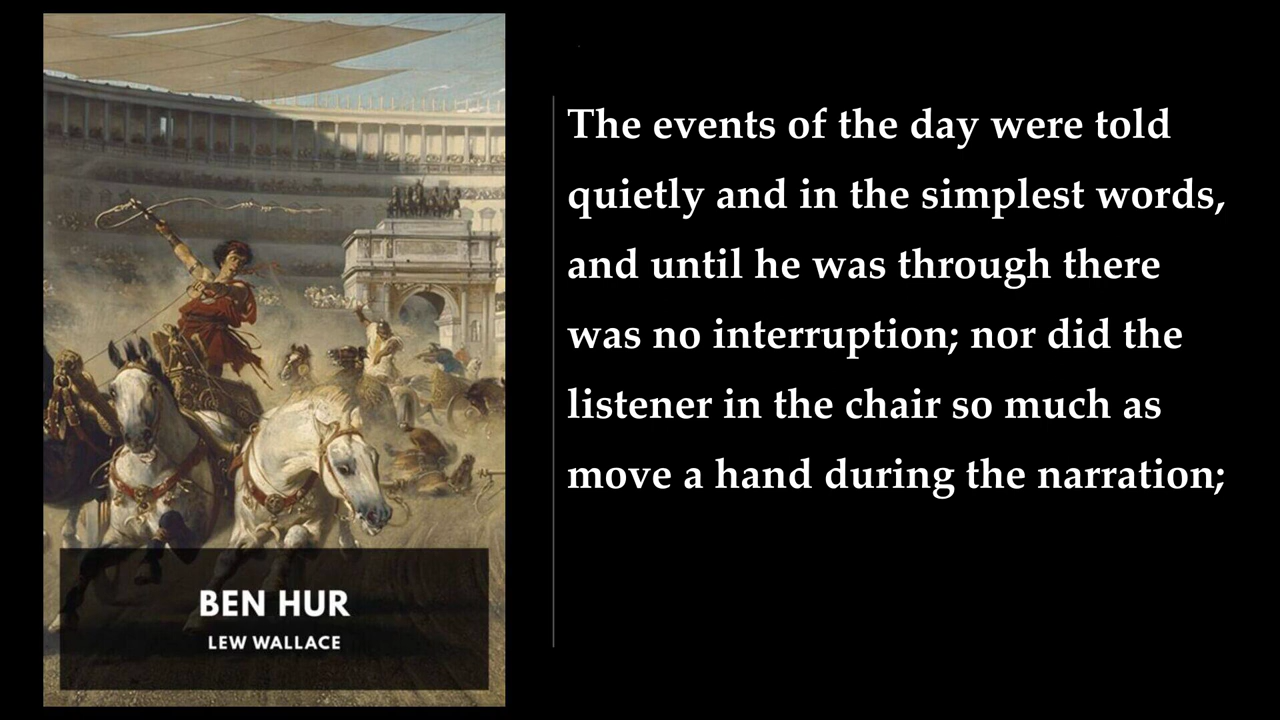 BEN HUR
LEW WALLACE
The events of the day were told
quietly and in the simplest words,
and until he was through there
was no interruption; nor did the
listener in the chair so much as
move a hand during the narration;